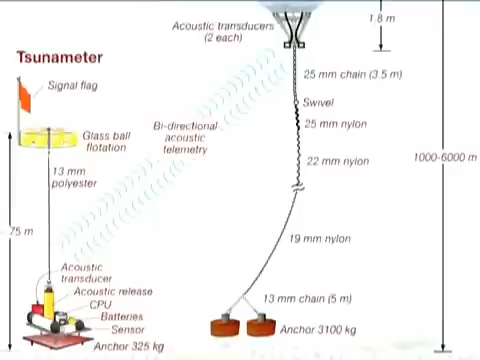 Acoustic transducers
(2 each)
1.8 m
Tsunameter
25 mm chain (3.5 m)
Signal flag
Swivel
25 mm nylon
Bi-directional
acoustic
telemetry
Glass ball
flotation
22 mm nylon
1000-6000 m
13 mm
polyester
75 m
19 mm nylon
Acoustic
transducer
Acoustic release
CPU
Batteries
Sensor
Anchor 325 kg
13 mm chain (5 m)
Anchor 3100 kg